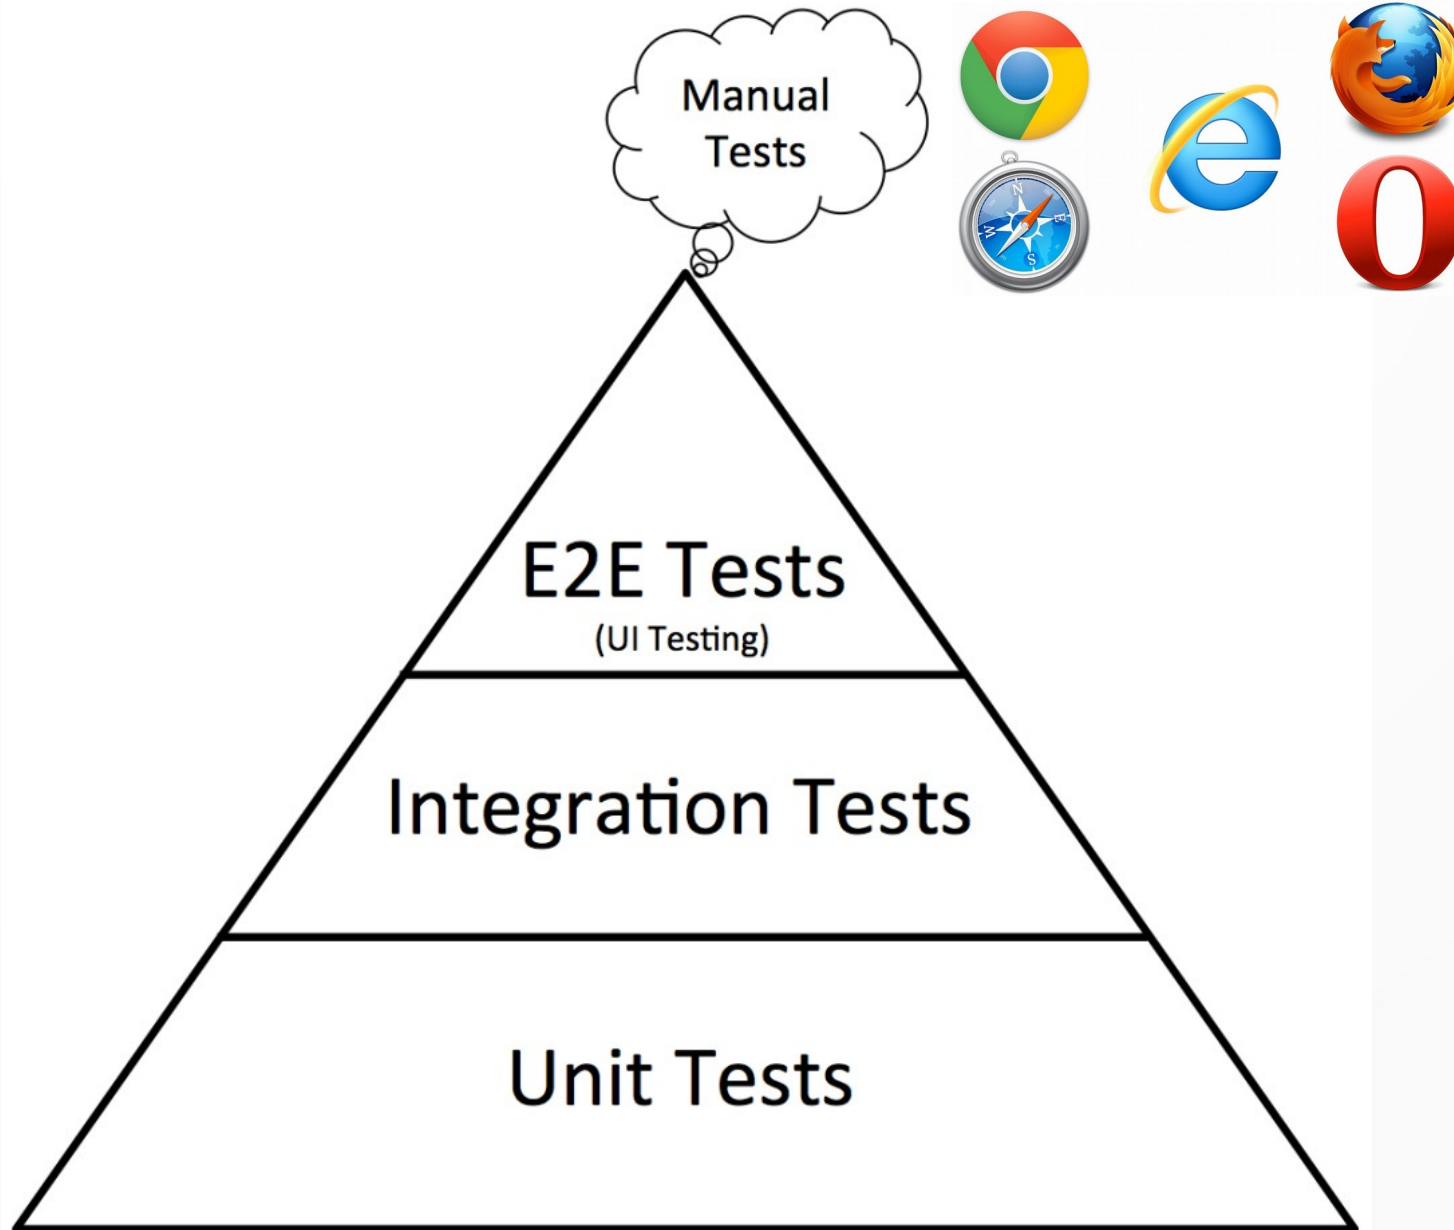 Manual
Tests
N
E
S
W
E2E Tests
(UI Testing)
Integration Tests
Unit Tests